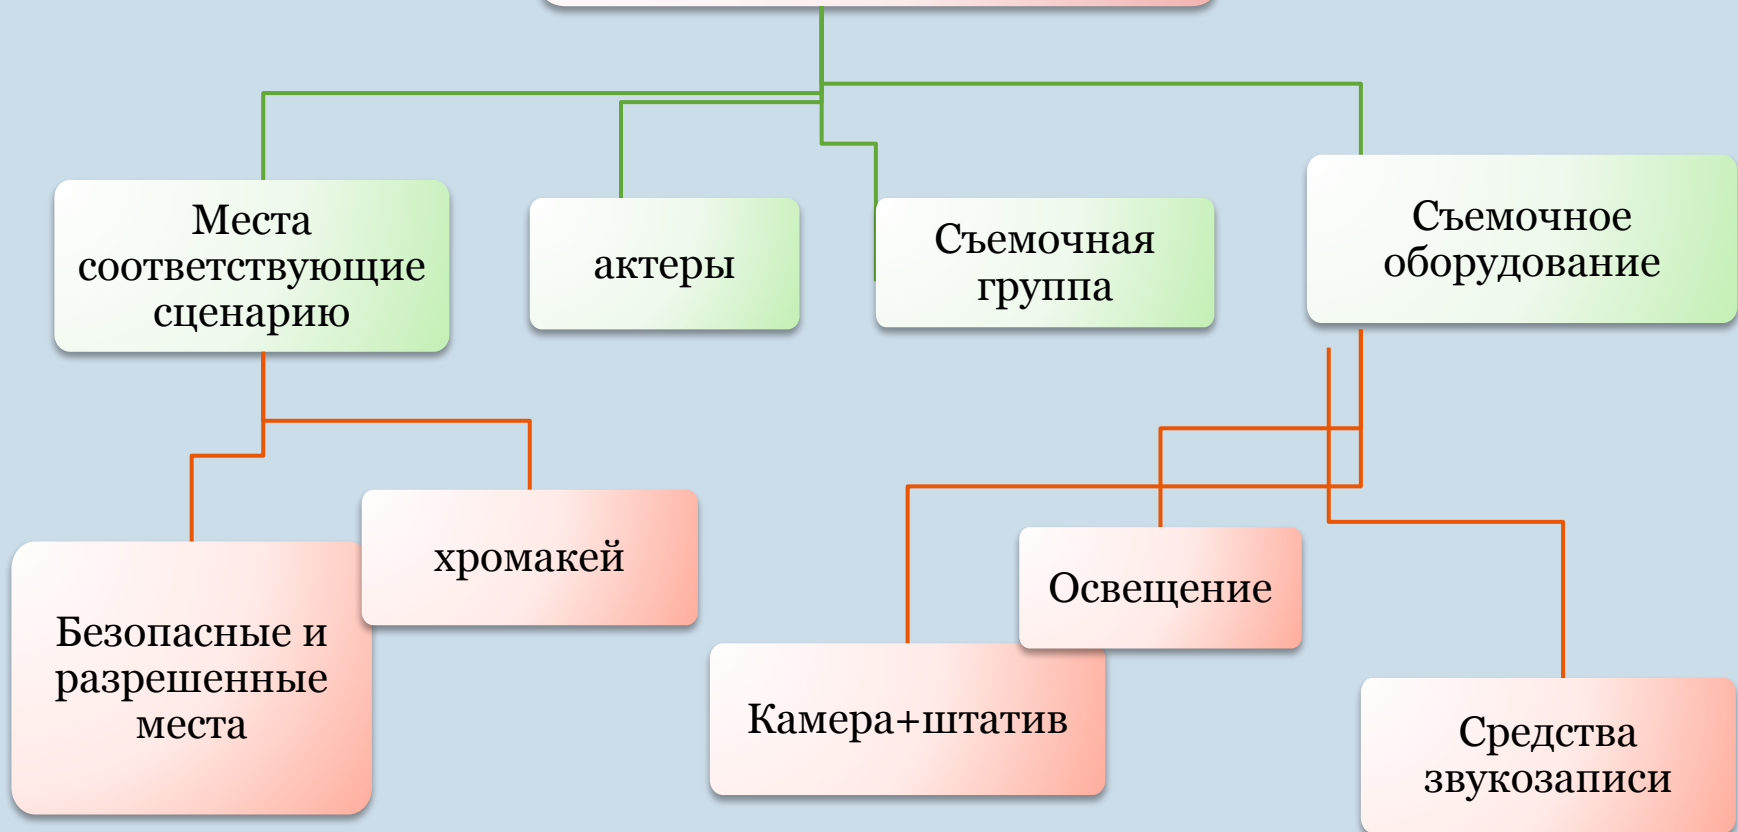 Места
соответствующие
сценарию
актеры
Съемочная
группа
Съемочное
оборудование
Безопасные и
разрешенные
места
хромакей
Камера+штатив
Освещение
Средства
звукозаписи